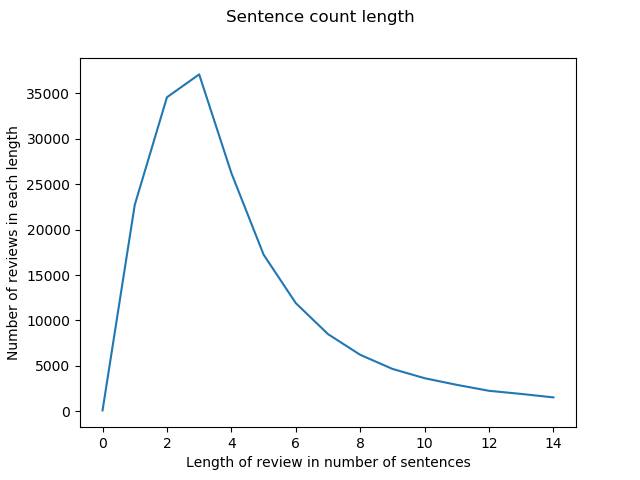 Sentence count length
Number of reviews in each length
35000
30000
25000
20000
15000
10000
5000
0
0 2 4 6 8 10 12 14
Length of review in number of sentences